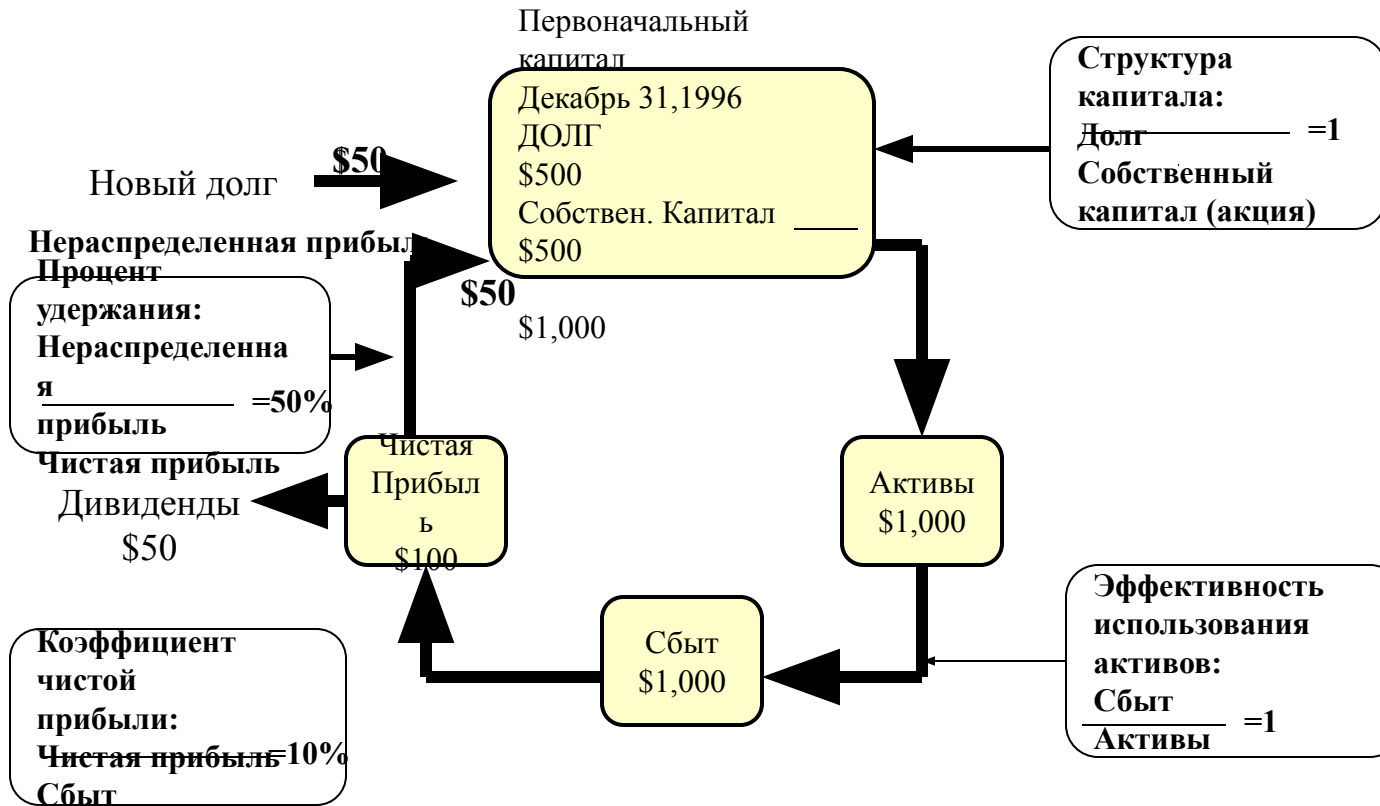 Первоначальный
капитал
Декабрь 31,1996
ДОЛГ
$500
Собствен. Капитал
$500
$1,000
Структура
капитала:
Долг
=1
Собственный
капитал (акция)
$50
Новый долг
Нераспределенная прибыль
$50
Процент
удержания:
Нераспределенна
я
=50%
прибыль
Чистая прибыль
Дивиденды
$50
Чистая
Прибыл
ь
$100
Активы
$1,000
Сбыт
$1,000
Эффективность
использования
активов:
Сбыт
=1
Активы
Коэффициент
чистой
прибыли:
Чистая прибыль
=10%
Сбыт